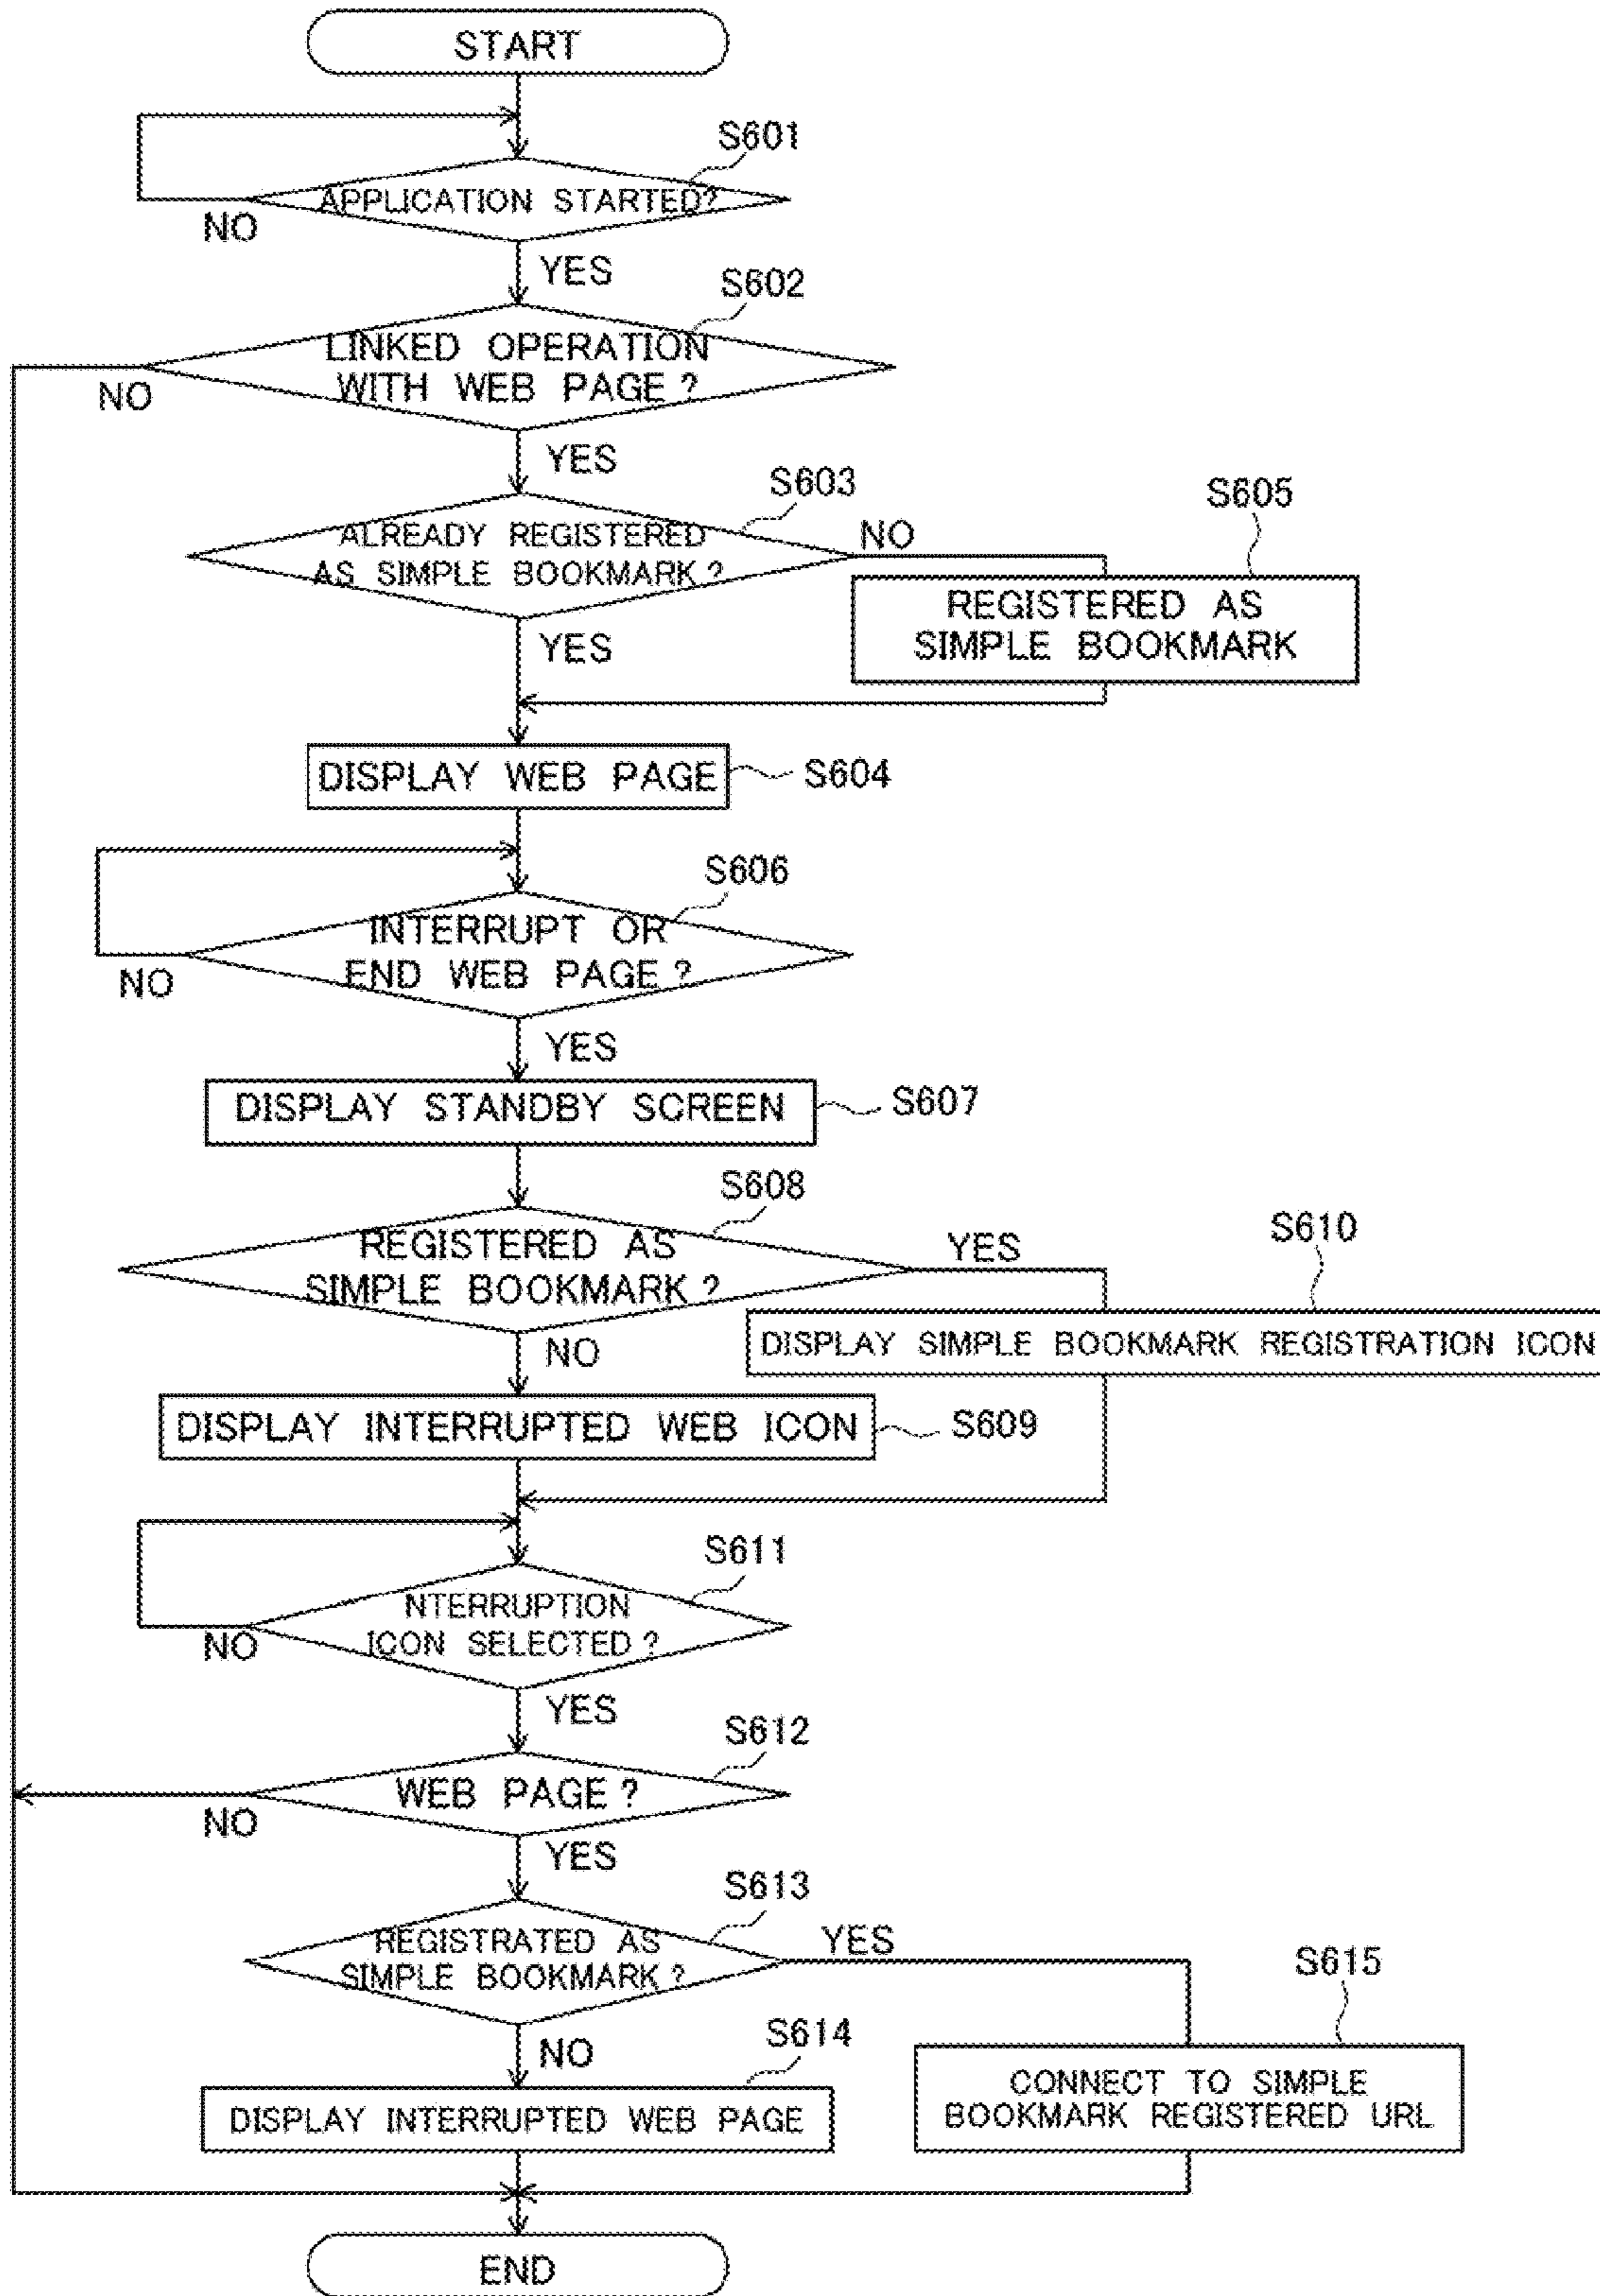 START
S601
APPLICATION STARTED?
NO
YES
S602
LINKED OPERATION
WITH WEB PAGE?
NO
YES
S603
ALREADY REGISTERED
AS SIMPLE BOOKMARK?
NO
S605
REGISTERED AS
SIMPLE BOOKMARK
YES
DISPLAY WEB PAGE
S604
S606
INTERRUPT OR
END WEB PAGE?
NO
YES
DISPLAY STANDBY SCREEN
S607
S608
REGISTERED AS
SIMPLE BOOKMARK?
YES
S610
DISPLAY SIMPLE BOOKMARK REGISTRATION ICON
NO
DISPLAY INTERRUPTED WEB ICON
S609
S611
NTERRUPTION
ICON SELECTED?
NO
YES
S612
WEB PAGE?
NO
YES
S613
REGISTRATED AS
SIMPLE BOOKMARK?
YES
S615
CONNECT TO SIMPLE
BOOKMARK REGISTERED URL
NO
S614
DISPLAY INTERRUPTED WEB PAGE
END